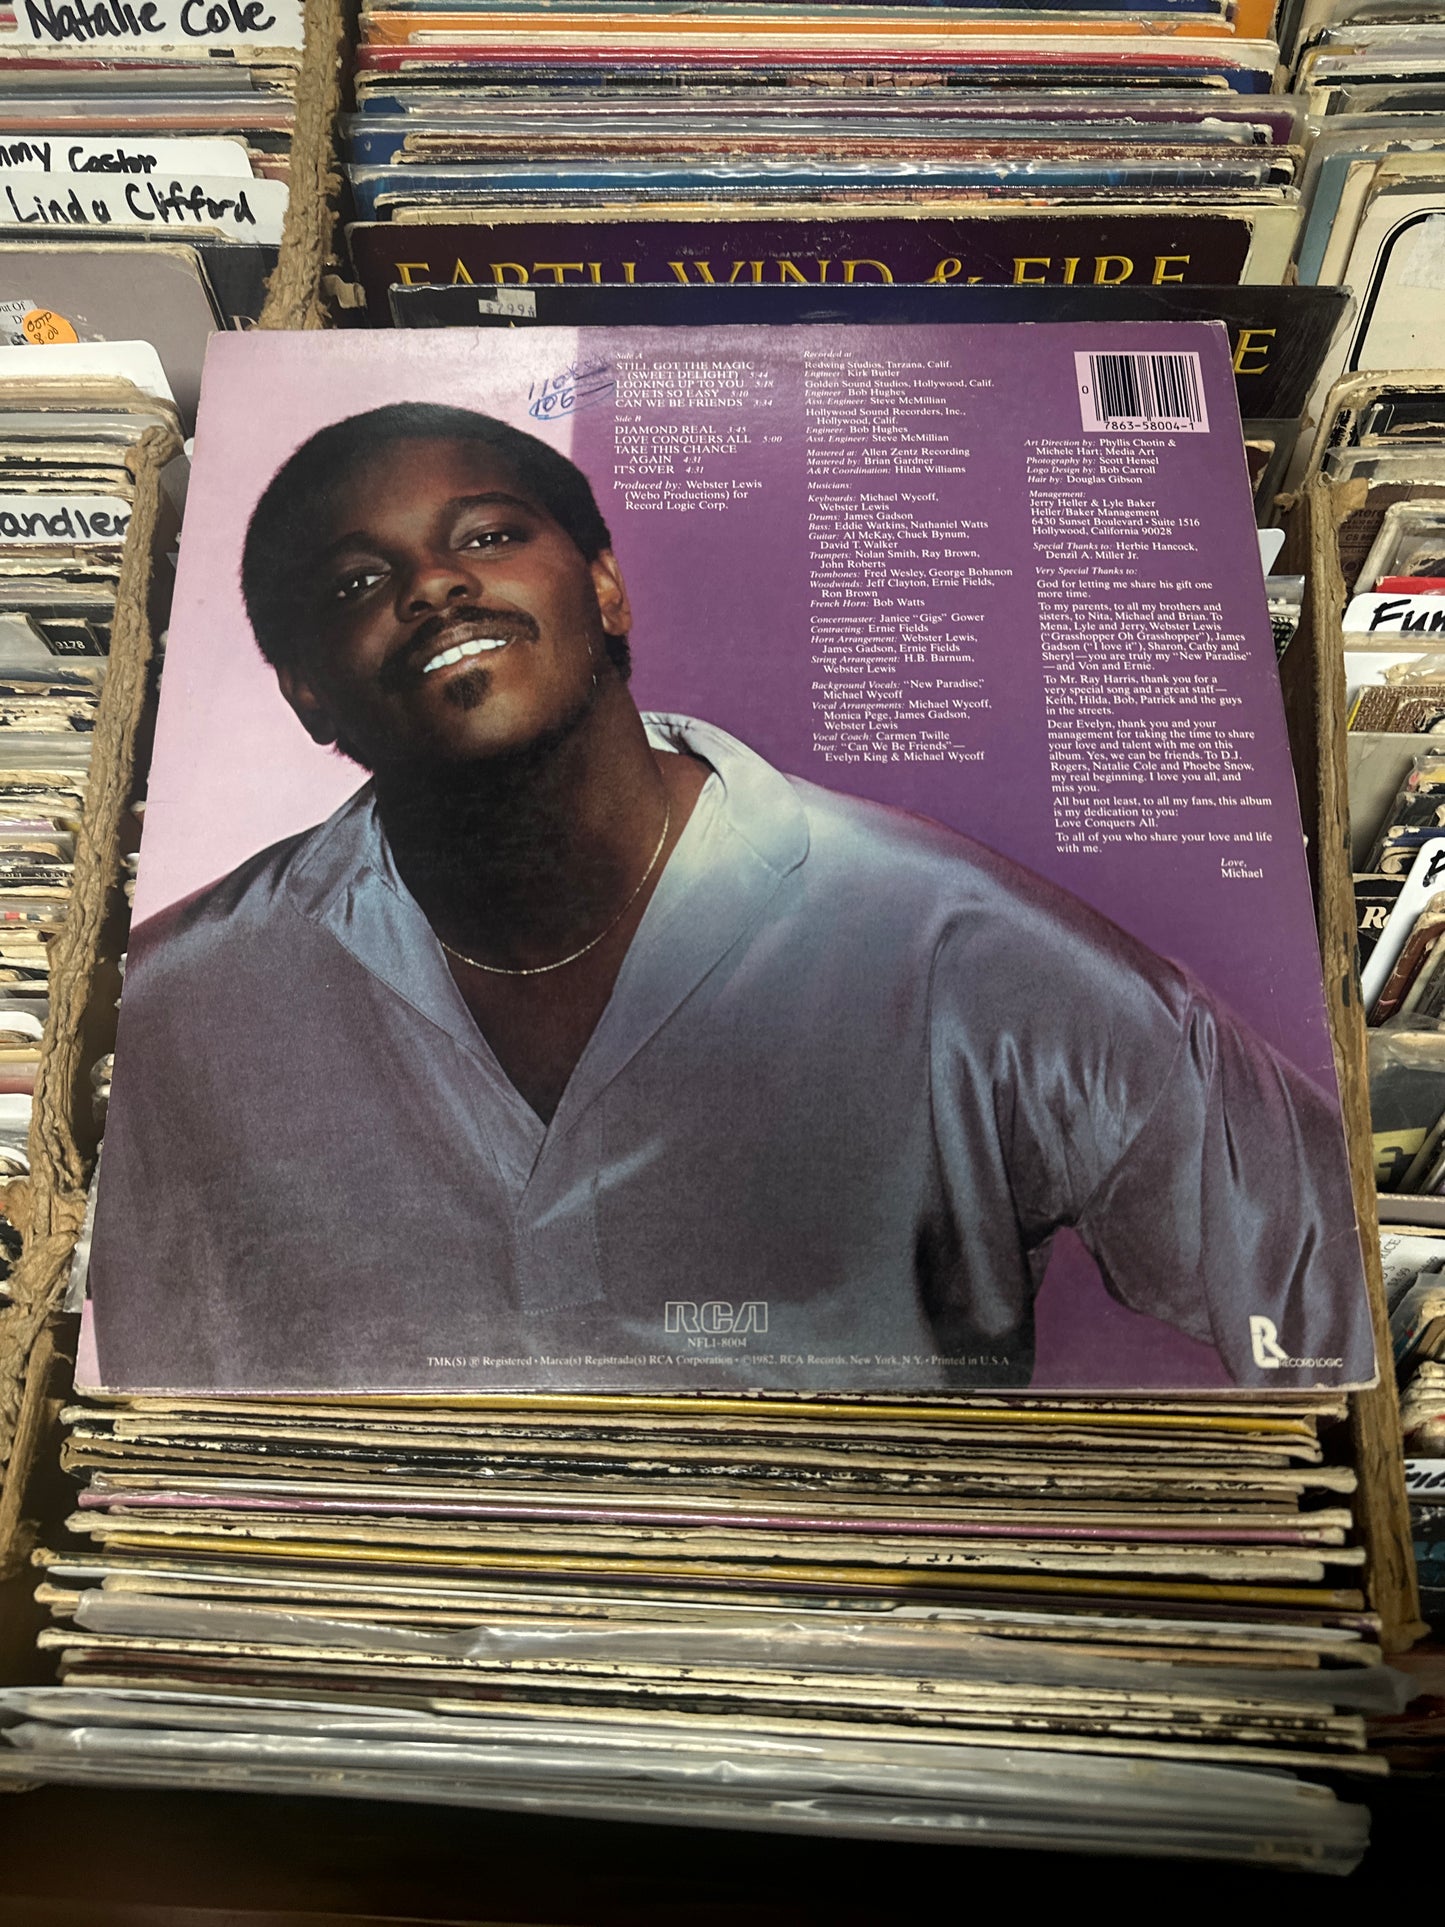 Natalie Cole
Castor
Linda Clifford
OOTP
8.00
andler
9178
EARTH, WIND & FIRE
$7.99
E
110
106
Side A
STILL GOT THE MAGIC
(SWEET DELIGHT) 5:44
LOOKING UP TO YOU 5:18
LOVE IS SO EASY 5:10
CAN WE BE FRIENDS 3:34
Side B
DIAMOND REAL 3:45
LOVE CONQUERS ALL 5:00
TAKE THIS CHANCE
AGAIN 4:31
IT'S OVER 4:31
Produced by: Webster Lewis
(Webo Productions) for
Record Logic Corp.
Recorded at
Redwing Studios, Tarzana, Calif.
Engineer: Kirk Butler
Golden Sound Studios, Hollywood, Calif.
Engineer: Bob Hughes
Asst. Engineer: Steve McMillian
Hollywood Sound Recorders, Inc.,
Hollywood, Calif.
Engineer: Bob Hughes
Asst. Engineer: Steve McMillian
Mastered at: Allen Zentz Recording
Mastered by: Brian Gardner
A&R Coordination: Hilda Williams
Musicians:
Keyboards: Michael Wycoff,
Webster Lewis
Drums: James Gadson
Bass: Eddie Watkins, Nathaniel Watts
Guitar: Al McKay, Chuck Bynum,
David T. Walker
Trumpets: Nolan Smith, Ray Brown,
John Roberts
Trombones: Fred Wesley, George Bohanon
Woodwinds: Jeff Clayton, Ernie Fields,
Ron Brown
French Horn: Bob Watts
Concertmaster: Janice "Gigs" Gower
Contracting: Ernie Fields
Horn Arrangement: Webster Lewis,
James Gadson, Ernie Fields
String Arrangement: H.B. Barnum,
Webster Lewis
Background Vocals: "New Paradise,"
Michael Wycoff
Vocal Arrangements: Michael Wycoff,
Monica Pege, James Gadson,
Webster Lewis
Vocal Coach: Carmen Twille
Duet: "Can We Be Friends"—
Evelyn King & Michael Wycoff
0
7863-58004-1
Art Direction by: Phyllis Chotin &
Michele Hart; Media Art
Photography by: Scott Hensel
Logo Design by: Bob Carroll
Hair by: Douglas Gibson
Management:
Jerry Heller & Lyle Baker
Heller/Baker Management
6430 Sunset Boulevard • Suite 1516
Hollywood, California 90028
Special Thanks to: Herbie Hancock,
Denzil A. Miller Jr.
Very Special Thanks to:
God for letting me share his gift one
more time.
To my parents, to all my brothers and
sisters, to Nita, Michael and Brian. To
Mena, Lyle and Jerry, Webster Lewis
("Grasshopper Oh Grasshopper"), James
Gadson ("I love it"), Sharon, Cathy and
Sheryl—you are truly my "New Paradise"
—and Von and Ernie.
To Mr. Ray Harris, thank you for a
very special song and a great staff—
Keith, Hilda, Bob, Patrick and the guys
in the streets.
Dear Evelyn, thank you and your
management for taking the time to share
your love and talent with me on this
album. Yes, we can be friends. To D.J.
Rogers, Natalie Cole and Phoebe Snow,
my real beginning. I love you all, and
miss you.
All but not least, to all my fans, this album
is my dedication to you:
Love Conquers All.
To all of you who share your love and life
with me.
Love,
Michael
RCA
NFL1-8004
TMK(S) ® Registered • Marca(s) Registrada(s) RCA Corporation • ©1982, RCA Records, New York, N.Y. • Printed in U.S.A
RECORD LOGIC